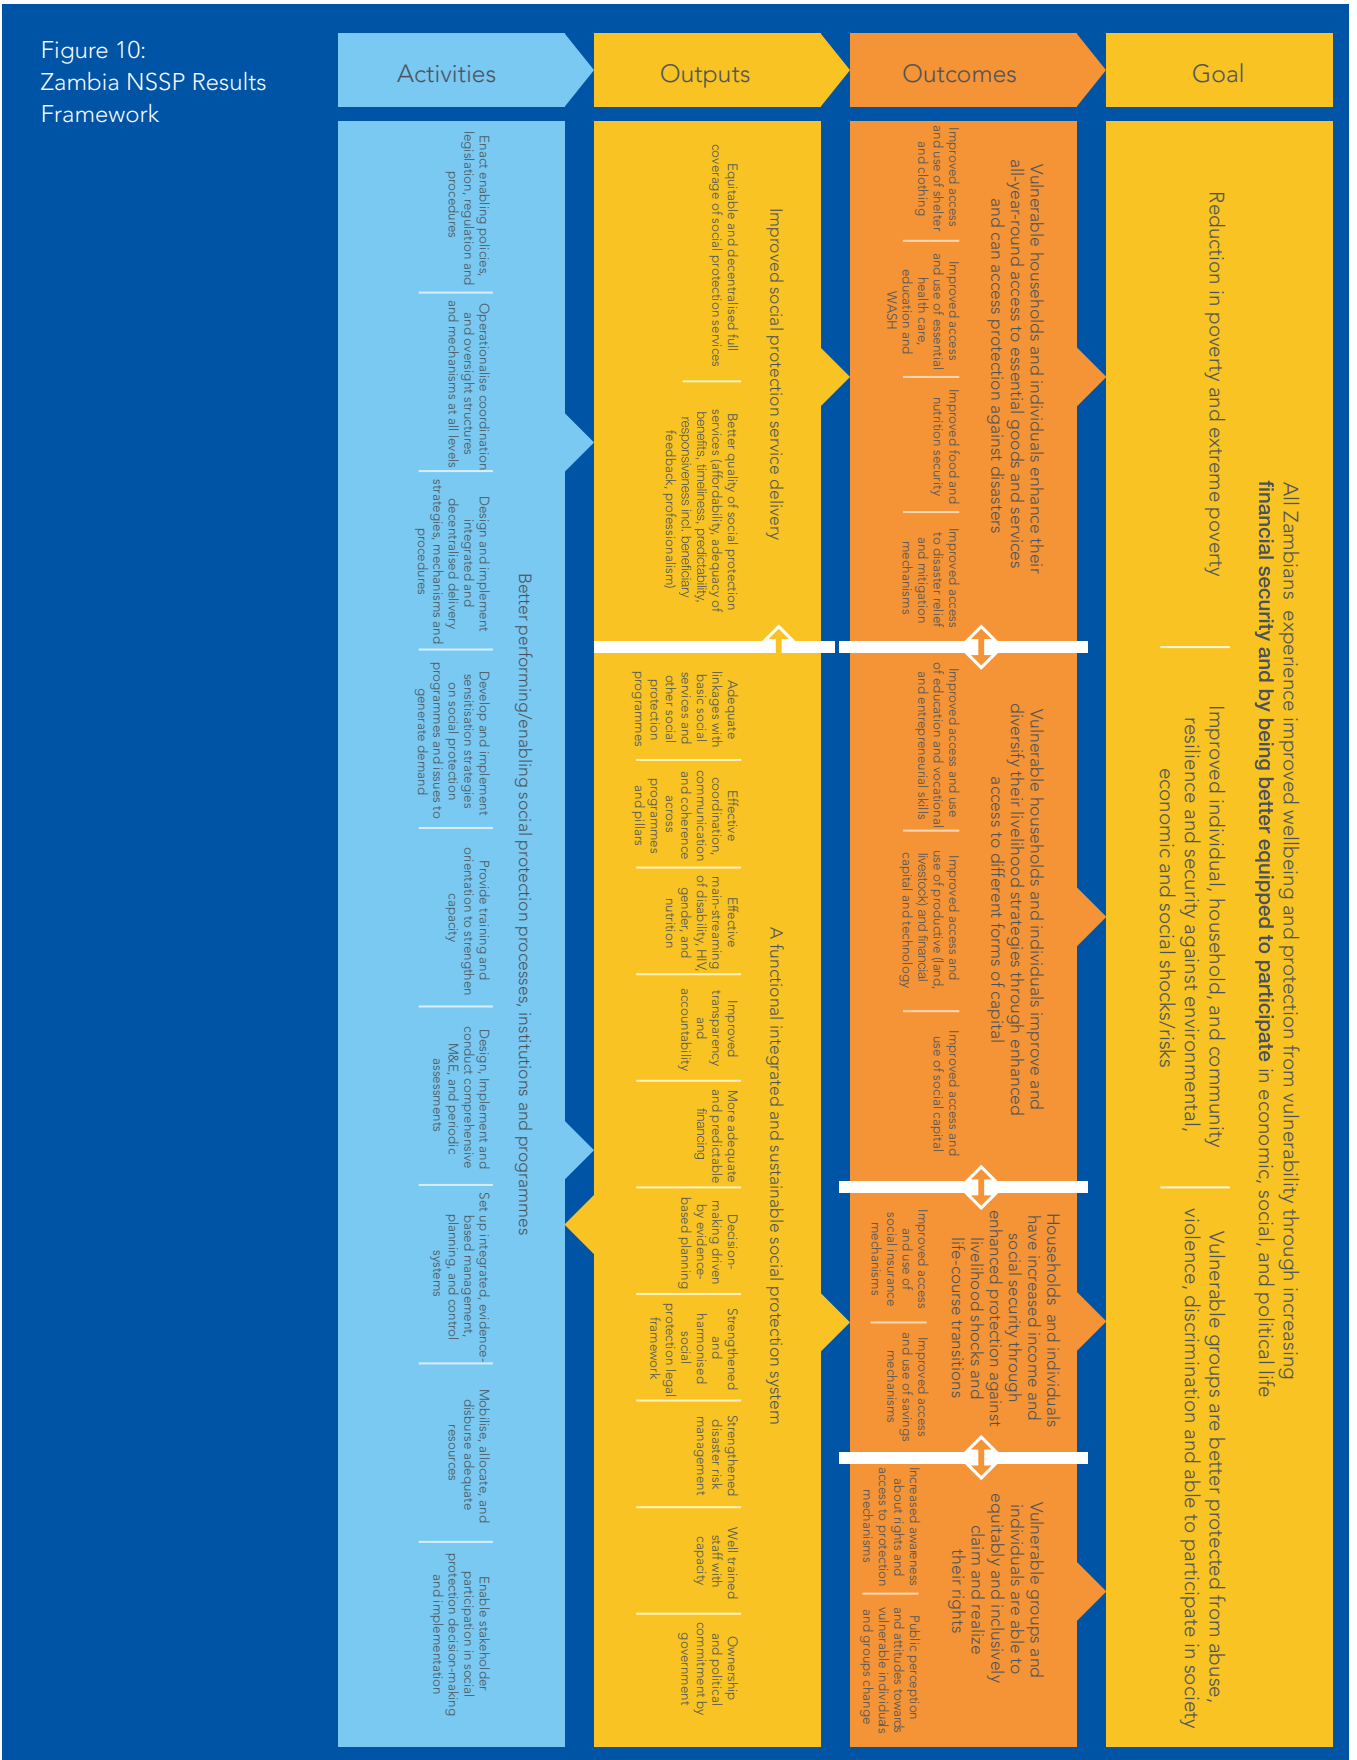 Figure 10:
Zambia NSSP Results
Framework
Activities
Outputs
Outcomes
Goal
Better performing/enabling social protection processes, institutions and programmes
Enact enabling policies,
legislation, regulation and
procedures
Operationalise coordination
and oversight structures
and mechanisms at all levels
Design and implement
integrated and
decentralised delivery
strategies, mechanisms and
procedures
Develop and implement
sensitisation strategies
on social protection
programmes and issues to
generate demand
Provide training and
orientation to strengthen
capacity
Design, Implement and
conduct comprehensive
M&E, and periodic
assessments
Set up integrated, evidence-
based management,
planning, and control
systems
Mobilise, allocate, and
disburse adequate
resources
Enable stakeholder
participation in social
protection decision-making
and implementation
Improved social protection service delivery
Equitable and decentralised full
coverage of social protection services
Better quality of social protection
services (affordability, adequacy of
benefits, timeliness, predictability,
responsiveness incl. beneficiary
feedback, professionalism)
A functional integrated and sustainable social protection system
Adequate
linkages with
basic social
services and
other social
protection
programmes
Effective
coordination,
communication
and coherence
across
programmes
and pillars
Effective
main-streaming
of disability, HIV,
gender, and
nutrition
Improved
transparency
and
accountability
More adequate
and predictable
financing
Decision-
making driven
by evidence-
based planning
Strengthened
and
harmonised
social
protection legal
framework
Strengthened
disaster risk
management
Well trained
staff with
capacity
Ownership
and political
commitment by
government
Vulnerable households and individuals enhance their
all-year-round access to essential goods and services
and can access protection against disasters
Improved access
and use of shelter
and clothing
Improved access
and use of essential
health care,
education and
WASH
Improved food and
nutrition security
Improved access
to disaster relief
and mitigation
mechanisms
Vulnerable households and individuals improve and
diversify their livelihood strategies through enhanced
access to different forms of capital
Improved access and use
of education and vocational
and entrepreneurial skills
Improved access and
use of productive (land,
livestock) and financial
capital and technology
Improved access and
use of social capital
Households and individuals
have increased income and
social security through
enhanced protection against
livelihood shocks and
life-course transitions
Improved access
and use of
social insurance
mechanisms
Improved access
and use of savings
mechanisms
Vulnerable groups and
individuals are able to
equitably and inclusively
claim and realize
their rights
Increased awareness
about rights and
access to protection
mechanisms
Public perception
and attitudes towards
vulnerable individuals
and groups change
All Zambians experience improved wellbeing and protection from vulnerability through increasing
financial security and by being better equipped to participate in economic, social, and political life
Reduction in poverty and extreme poverty
Improved individual, household, and community
resilience and security against environmental,
economic and social shocks/risks
Vulnerable groups are better protected from abuse,
violence, discrimination and able to participate in society